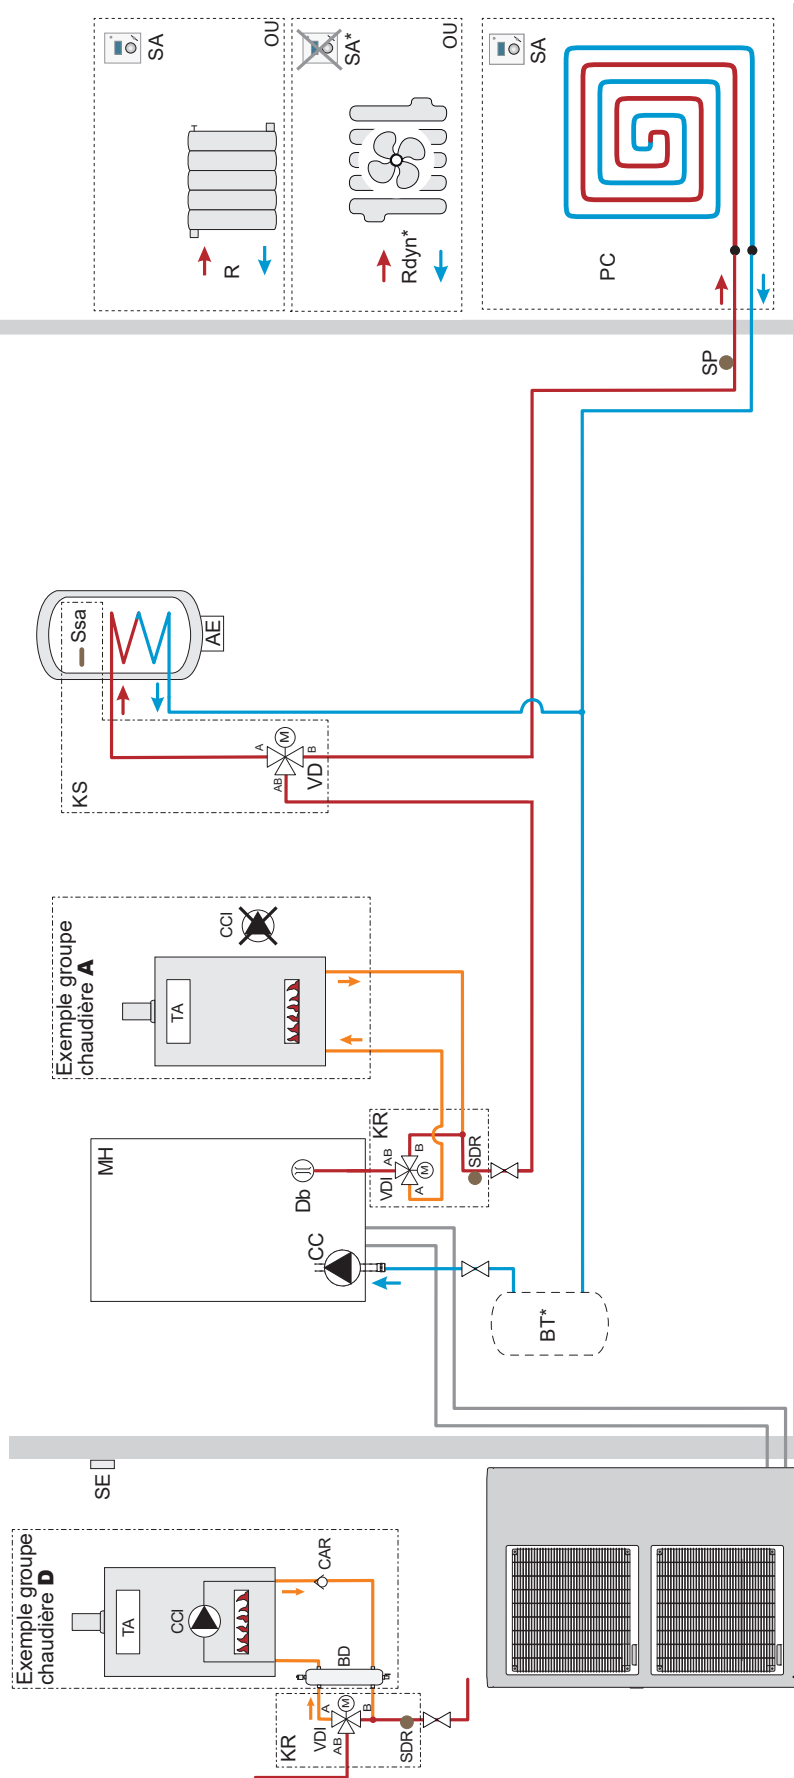 SA
OU
R
SA*
OU
Rdyn*
SA
PC
SP
Ssa
AE
KS
A
M
B
AB
VD
Exemple groupe
chaudière A
CCI
TA
MH
Db
CC
KR
VDI
AB
B
A
M
SDR
BT*
SE
Exemple groupe
chaudière D
TA
CCI
CAR
BD
KR
VDI
A
M
B
AB
SDR